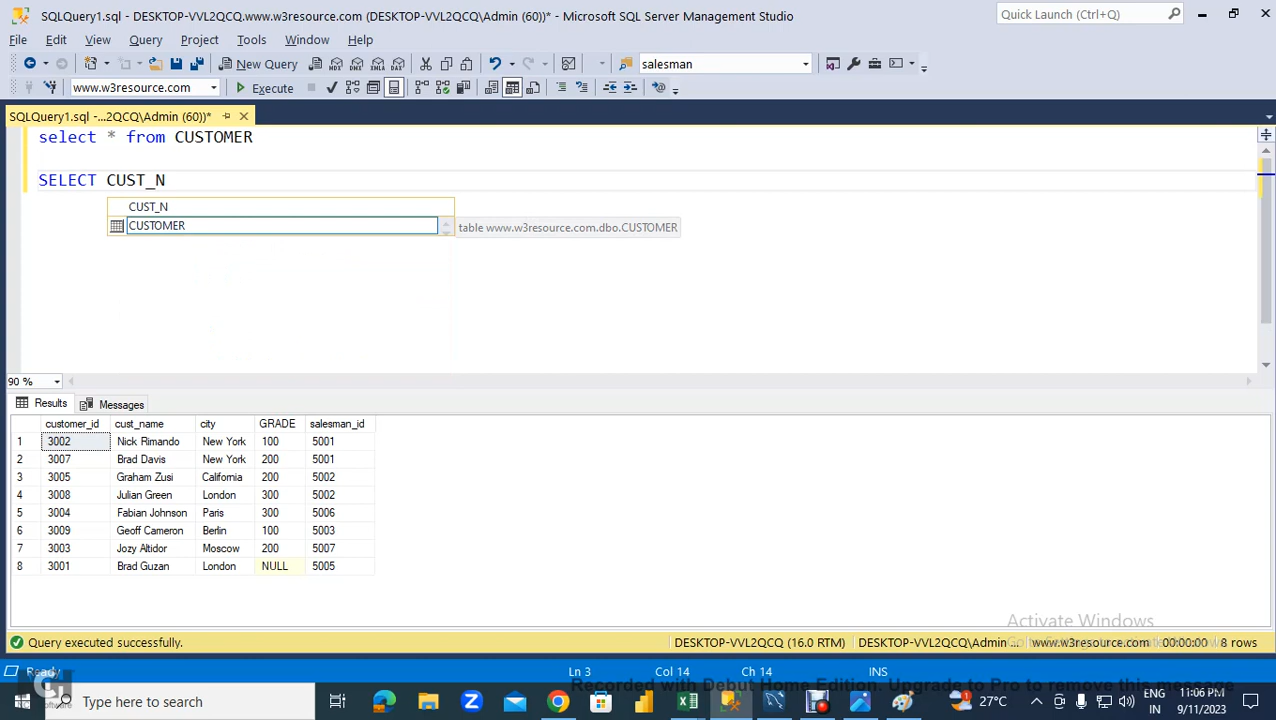 SQLQuery1.sql - DESKTOP-VVL2QCQ.www.w3resource.com (DESKTOP-VVL2QCQ\Admin (60))* - Microsoft SQL Server Management Studio
Quick Launch (Ctrl+Q)
File Edit View Query Project Tools Window Help
New Query salesman
www.w3resource.com Execute
SQLQuery1.sql -...2QCQ\Admin (60))*
select * from CUSTOMER
SELECT CUST_N
CUST_N
CUSTOMER table www.w3resource.com.dbo.CUSTOMER
90 %
Results Messages
customer_id cust_name city GRADE salesman_id
1 3002 Nick Rimando New York 100 5001
2 3007 Brad Davis New York 200 5001
3 3005 Graham Zusi California 200 5002
4 3008 Julian Green London 300 5002
5 3004 Fabian Johnson Paris 300 5006
6 3009 Geoff Cameron Berlin 100 5003
7 3003 Jozy Altidor Moscow 200 5007
8 3001 Brad Guzan London NULL 5005
Activate Windows
Query executed successfully. DESKTOP-VVL2QCQ (16.0 RTM) DESKTOP-VVL2QCQ\Admin ... www.w3resource.com 00:00:00 8 rows
Ready Ln 3 Col 14 Ch 14 INS
Recorded with Debut Home Edition. Upgrade to Pro to remove this message
Type here to search 27°C ENG 11:06 PM
IN 9/11/2023